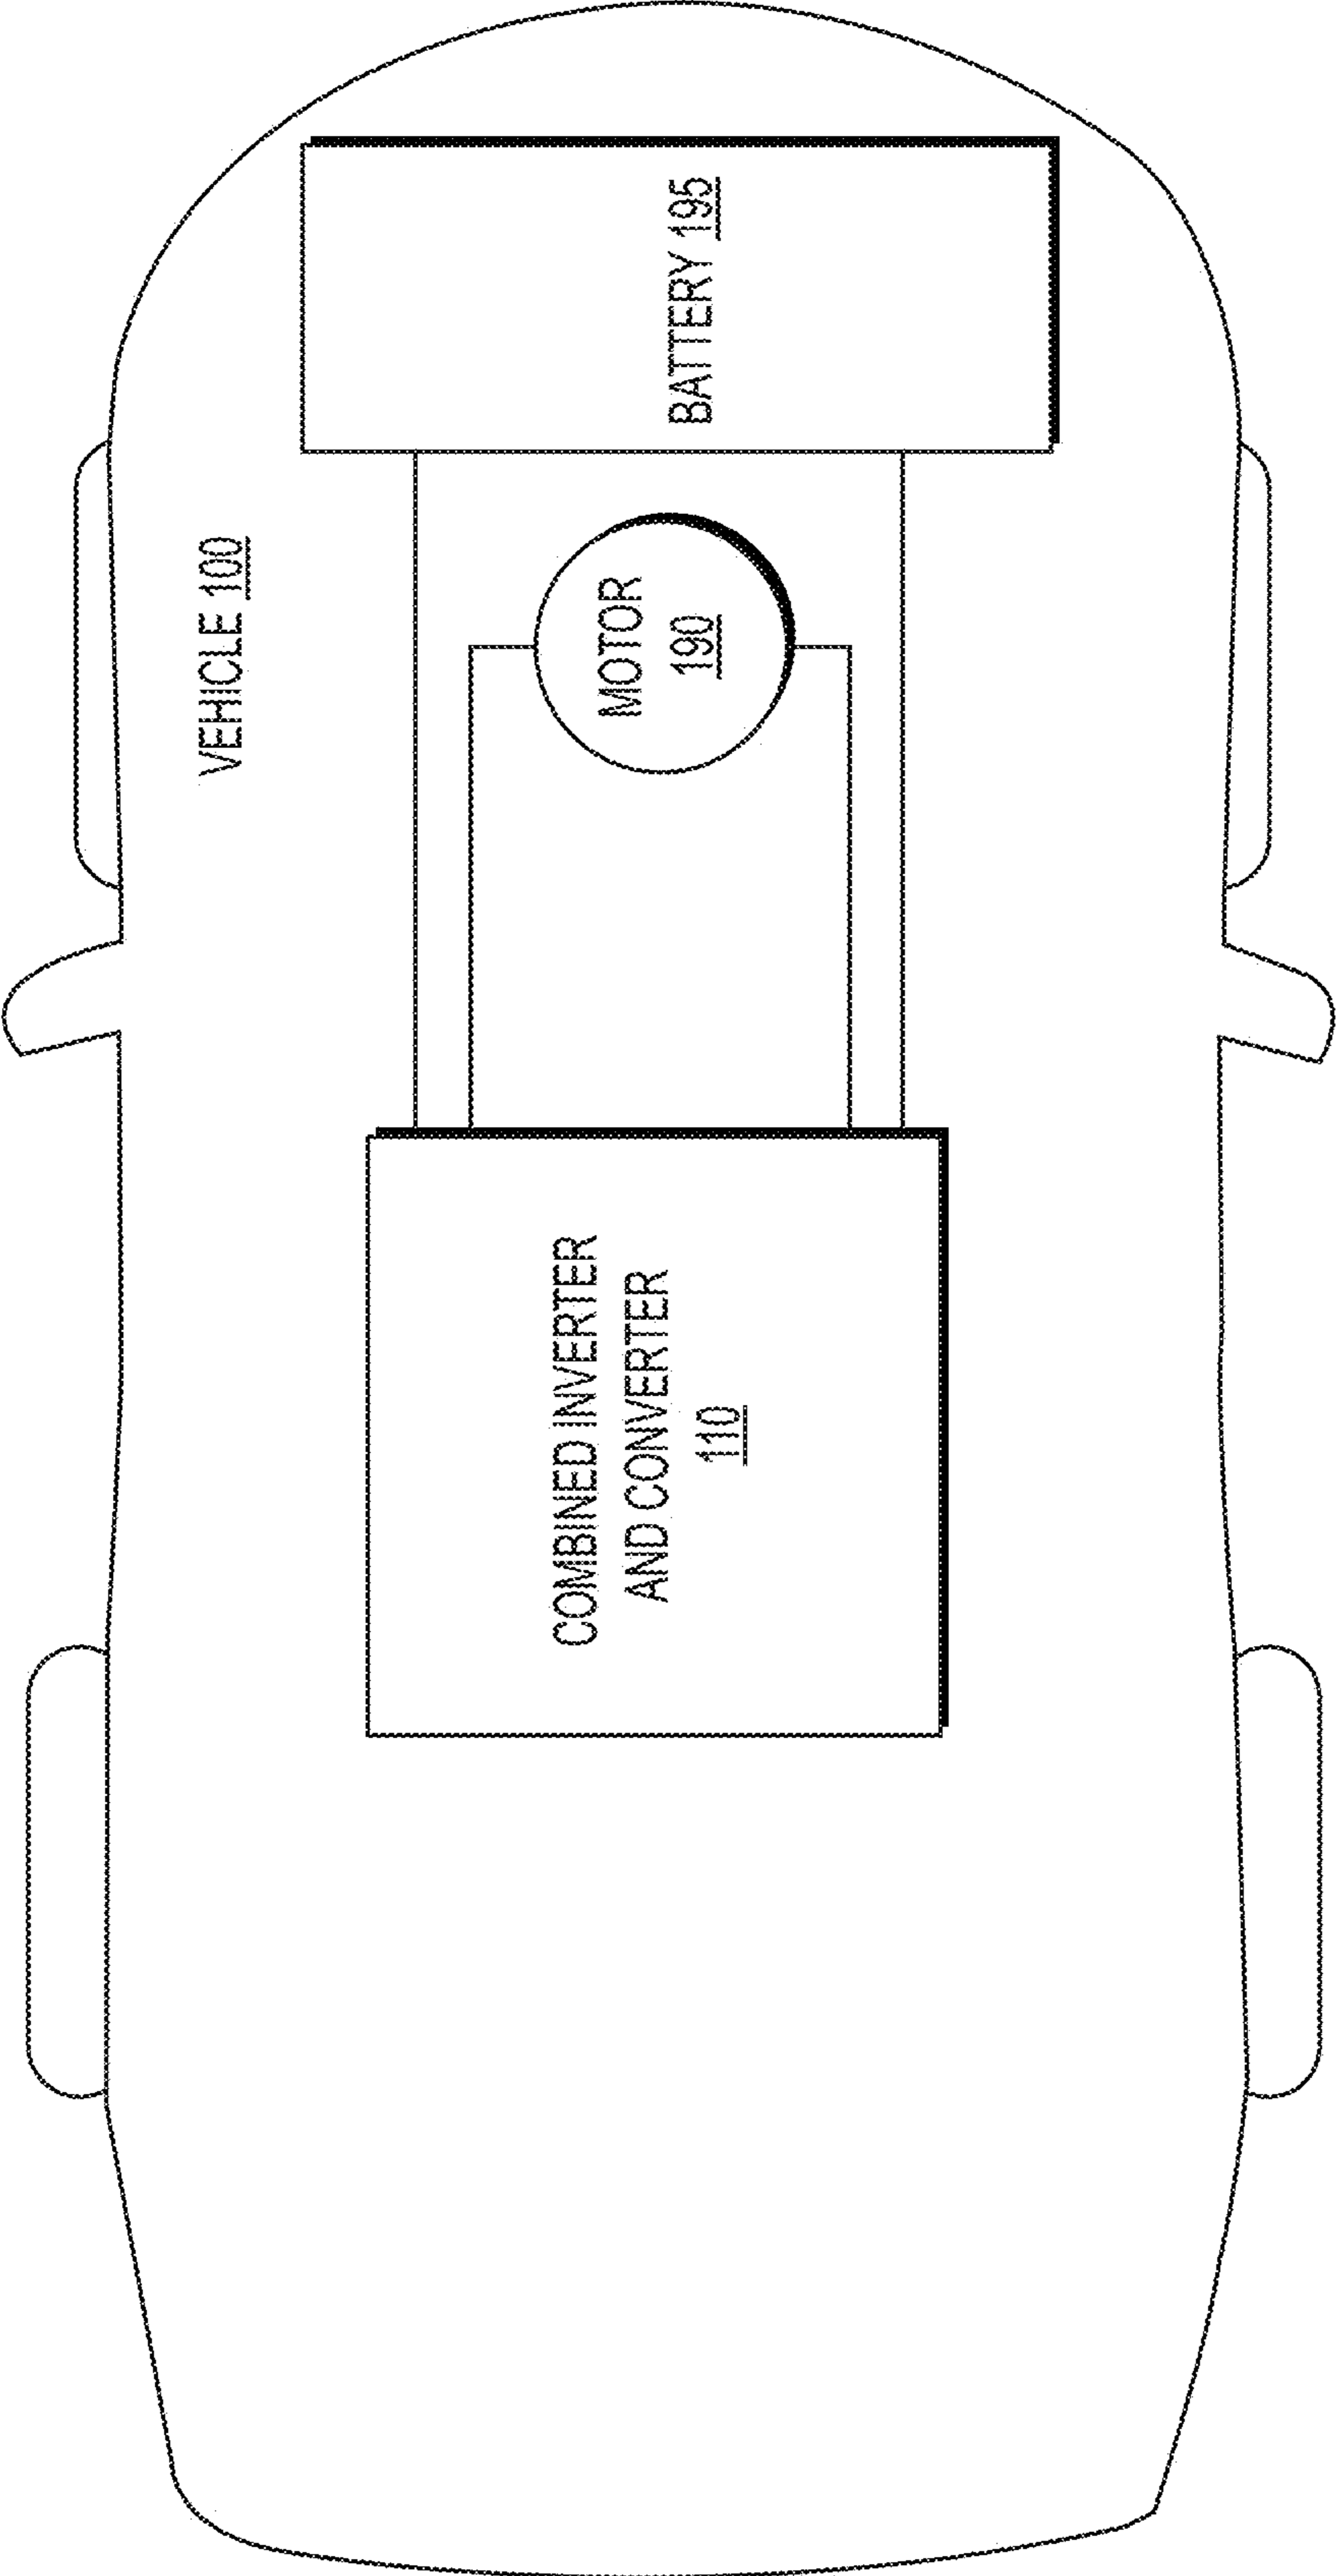 VEHICLE 100
COMBINED INVERTER
AND CONVERTER
110
MOTOR
190
BATTERY 195